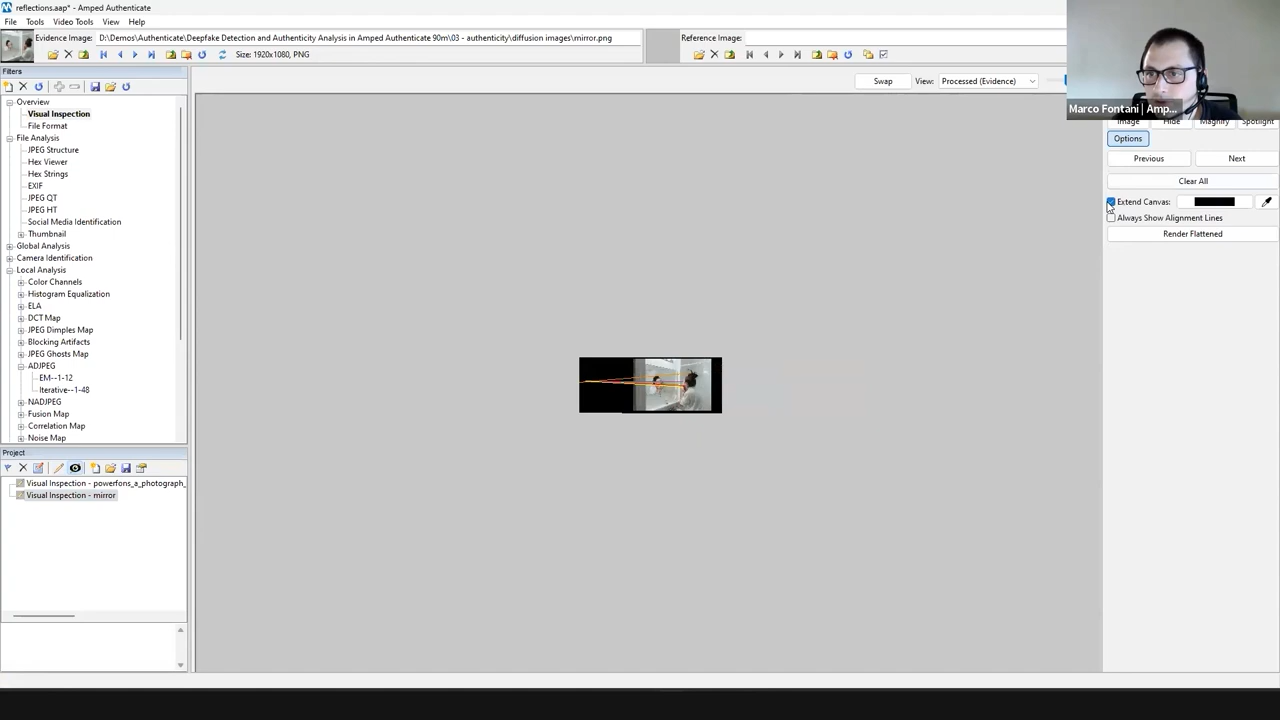 reflections.aap* - Amped Authenticate
File Tools Video Tools View Help
Evidence Image: D:\Demos\Authenticate\Deepfake Detection and Authenticity Analysis in Amped Authenticate 90m\03 - authenticity\diffusion images\mirror.png
Reference Image:
Size: 1920x1080, PNG
Filters
Swap View: Processed (Evidence)
Overview
Visual Inspection
File Format
File Analysis
JPEG Structure
Hex Viewer
Hex Strings
EXIF
JPEG QT
JPEG HT
Social Media Identification
Thumbnail
Global Analysis
Camera Identification
Local Analysis
Color Channels
Histogram Equalization
ELA
DCT Map
JPEG Dimples Map
Blocking Artifacts
JPEG Ghosts Map
ADJPEG
EM--1-12
Iterative--1-48
NADJPEG
Fusion Map
Correlation Map
Noise Map
Project
Visual Inspection - powerfons_a_photograph_
Visual Inspection - mirror
Marco Fontani | Amp...
Image Hide Magnify Spotlight
Options
Previous Next
Clear All
Extend Canvas:
Always Show Alignment Lines
Render Flattened